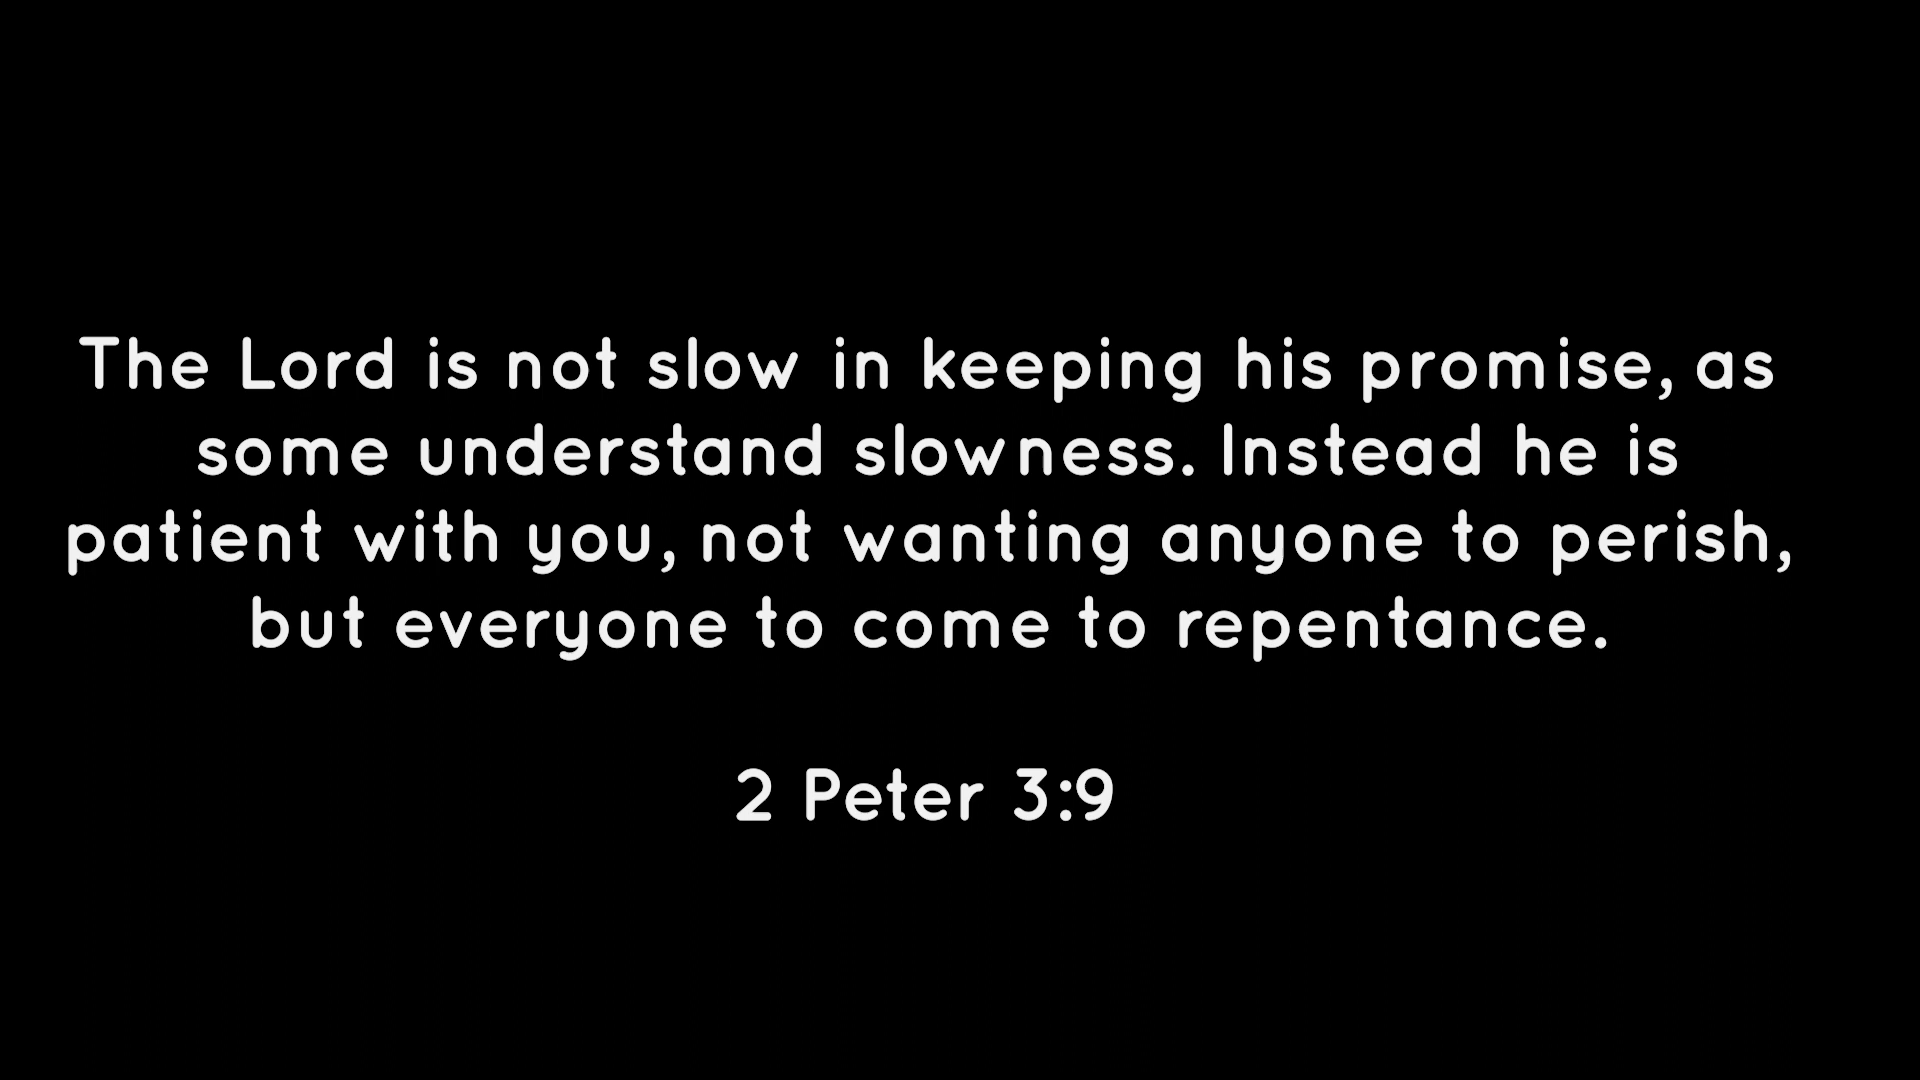 The Lord is not slow in keeping his promise, as
some understand slowness. Instead he is
patient with you, not wanting anyone to perish,
but everyone to come to repentance.
2 Peter 3:9